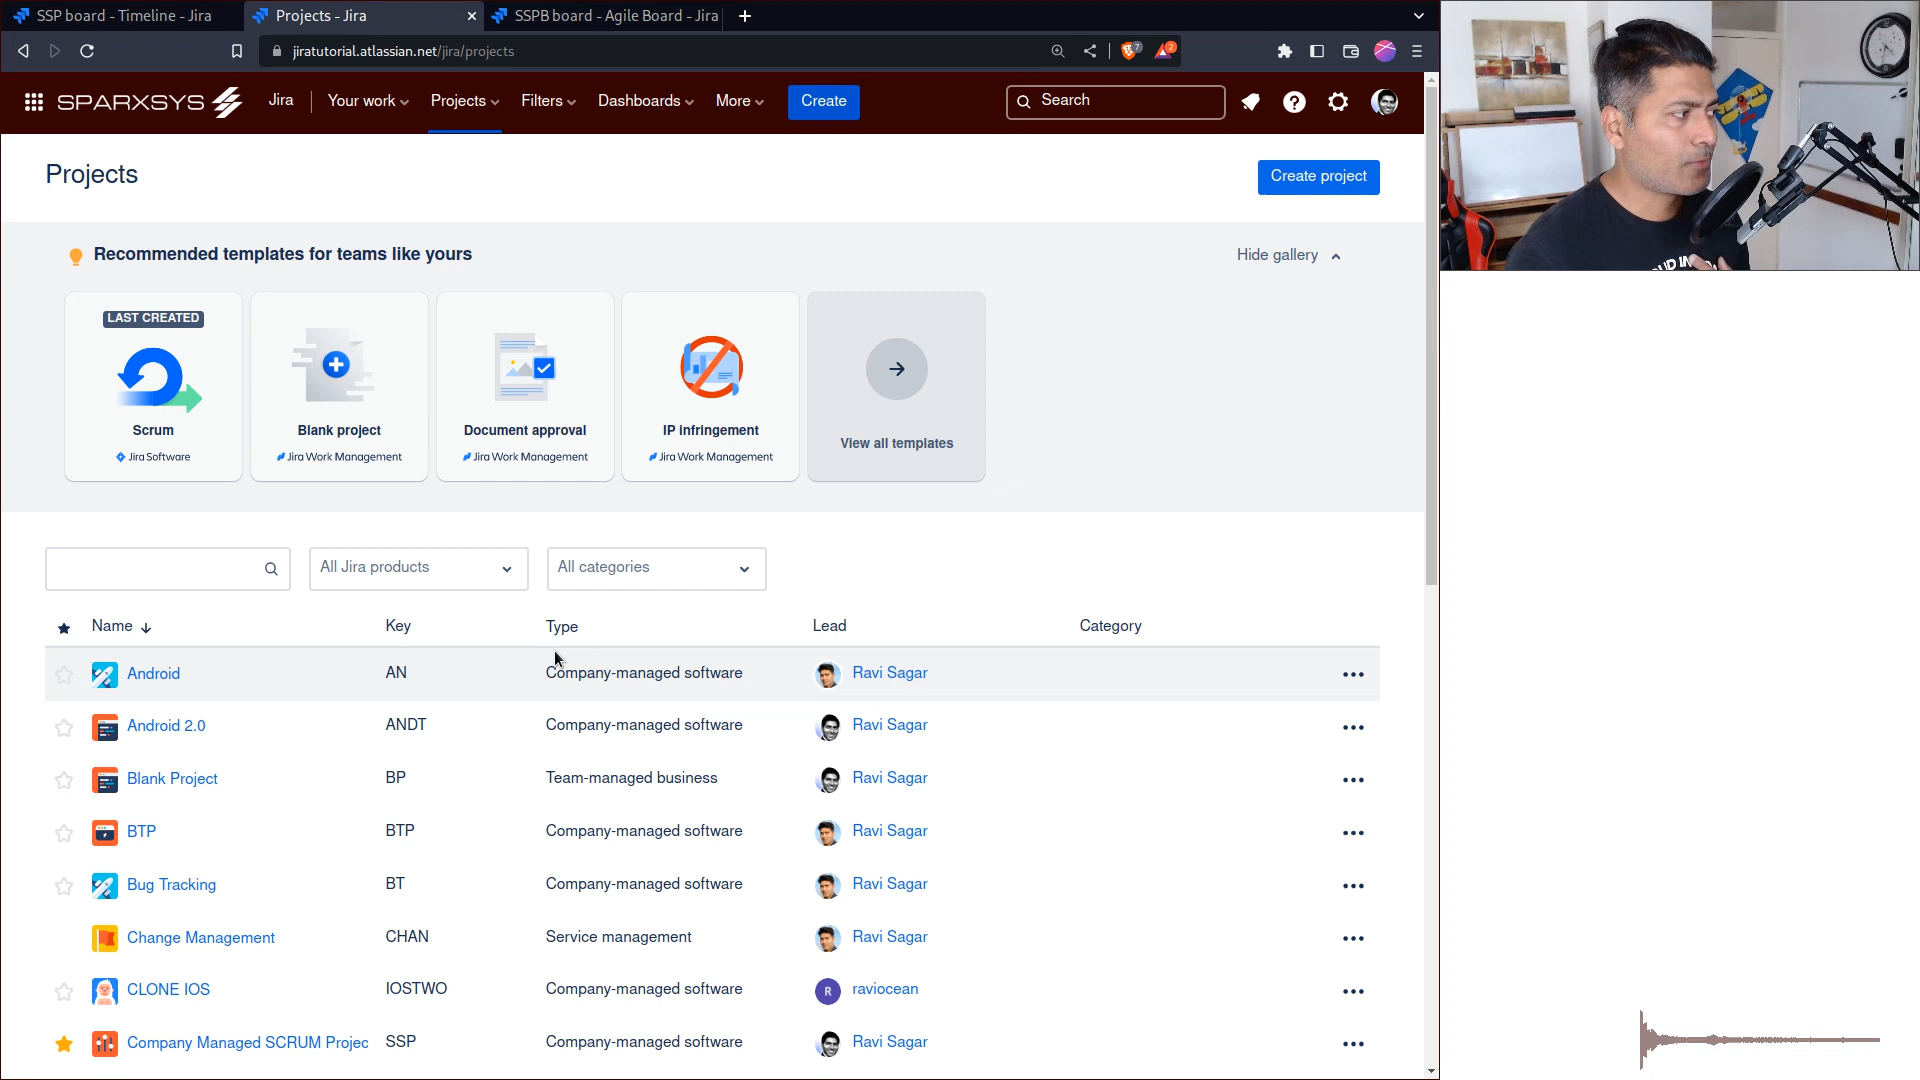 SSP board - Timeline - Jira
Projects - Jira
SSPB board - Agile Board - Jira
jiratutorial.atlassian.net/jira/projects
7
2
SPARXSYS
Jira
Your work
Projects
Filters
Dashboards
More
Create
Search
Projects
Create project
Recommended templates for teams like yours
Hide gallery
LAST CREATED
Scrum
Jira Software
Blank project
Jira Work Management
Document approval
Jira Work Management
IP infringement
Jira Work Management
View all templates
All Jira products
All categories
Name
Key
Type
Lead
Category
Android
AN
Company-managed software
Ravi Sagar
Android 2.0
ANDT
Company-managed software
Ravi Sagar
Blank Project
BP
Team-managed business
Ravi Sagar
BTP
BTP
Company-managed software
Ravi Sagar
Bug Tracking
BT
Company-managed software
Ravi Sagar
Change Management
CHAN
Service management
Ravi Sagar
CLONE IOS
IOSTWO
Company-managed software
R
raviocean
Company Managed SCRUM Projec
SSP
Company-managed software
Ravi Sagar